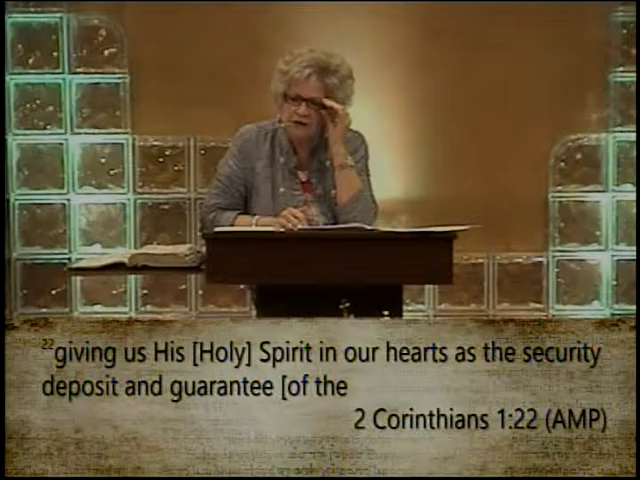 22giving us His [Holy] Spirit in our hearts as the security
deposit and guarantee [of the
2 Corinthians 1:22 (AMP)